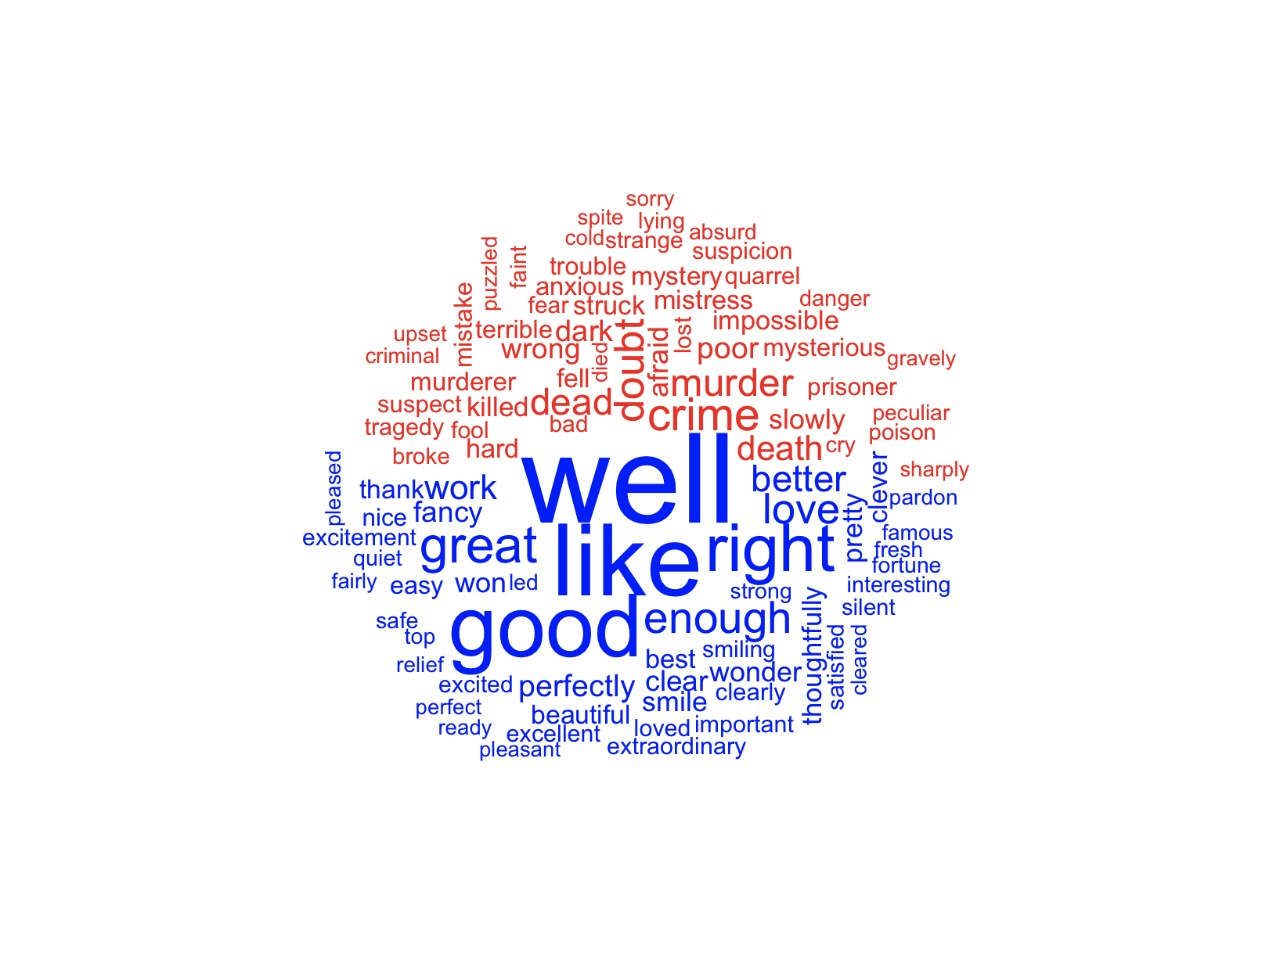 sorry
spite lying
absurd
cold strange
suspicion
puzzled
faint
trouble
mystery quarrel
anxious
mistake
fear struck mistress danger
upset terrible dark doubt lost impossible
criminal wrong died afraid poor mysterious gravely
murderer fell murder prisoner
suspect killed dead crime slowly peculiar
tragedy fool bad poison
broke hard death cry
sharply
well
pleased thank work better clever pardon
nice fancy love pretty
excitement great like right famous
quiet fresh
fortune
fairly easy won led strong interesting
safe good enough thoughtfully silent
top
smiling satisfied cleared
relief best wonder
excited perfectly clear clearly
perfect smile
beautiful
ready excellent loved important
pleasant extraordinary